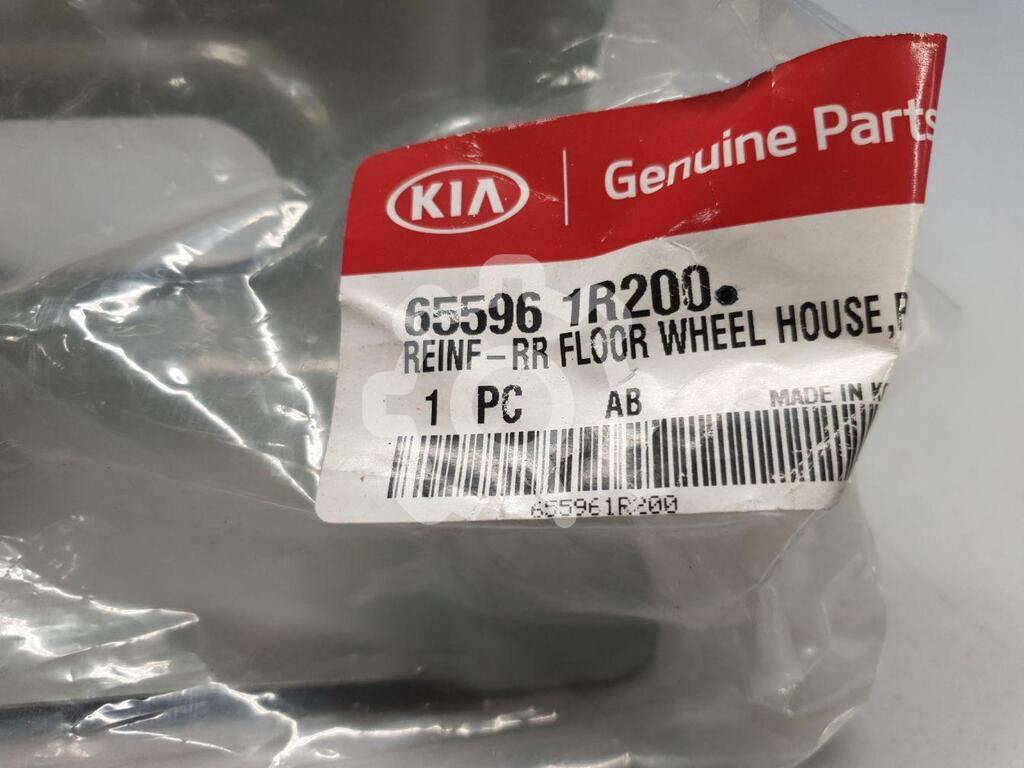 KIA
Genuine Parts
65596 1R200
REINF-RR FLOOR WHEEL HOUSE,
1 PC AB MADE IN
655961R200